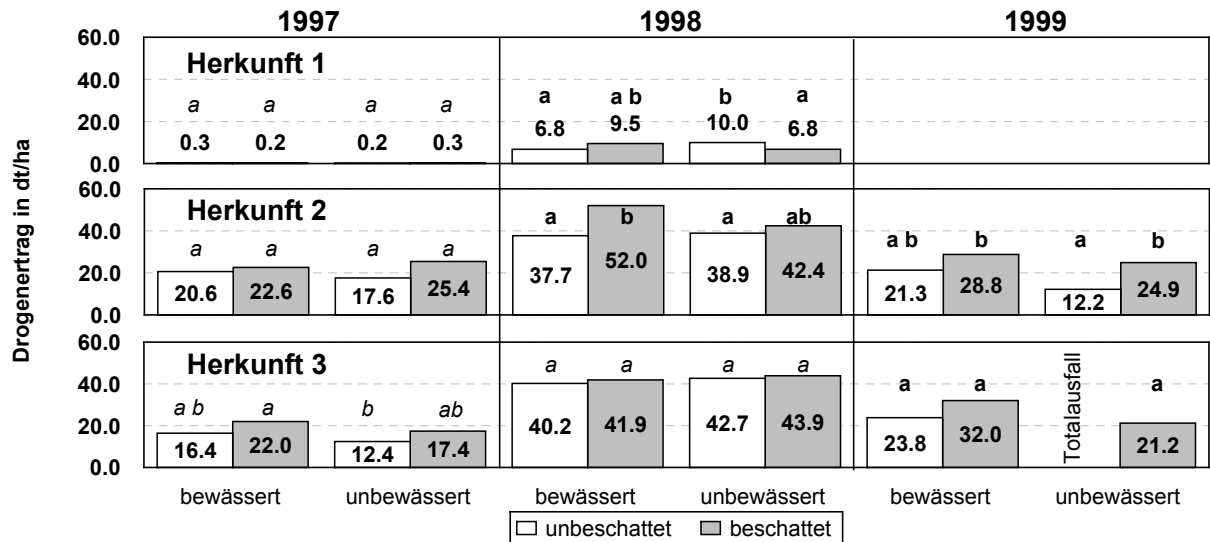 1997 1998 1999
Drogenertrag in dt/ha
60.0
40.0
20.0
0.0
Herkunft 1
a a a a
0.3 0.2 0.2 0.3
a a b b a
6.8 9.5 10.0 6.8
60.0
40.0
20.0
0.0
Herkunft 2
a a a a
20.6 22.6 17.6 25.4
a b a ab
37.7 52.0 38.9 42.4
a b b a b
21.3 28.8 12.2 24.9
60.0
40.0
20.0
0.0
Herkunft 3
a b a b ab
16.4 22.0 12.4 17.4
a a a a
40.2 41.9 42.7 43.9
a a Totalausfall a
23.8 32.0 21.2
bewässert unbewässert bewässert unbewässert bewässert unbewässert
unbeschattet beschattet